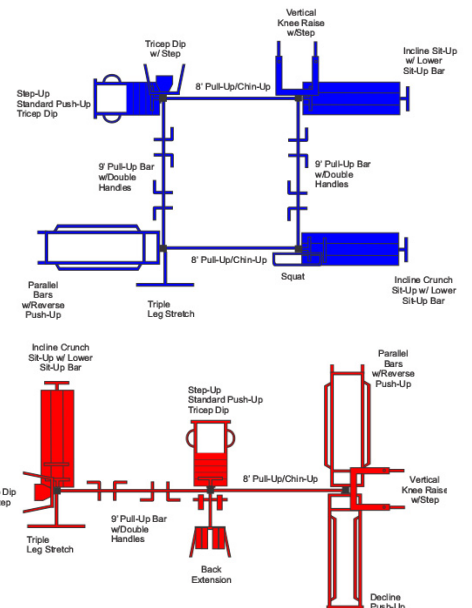 Vertical
Knee Raise
w/Step
Tricep Dip
w/ Step
Incline Sit-Up
w/ Lower
Sit-Up Bar
Step-Up
Standard Push-Up
Tricep Dip
8' Pull-Up/Chin-Up
9' Pull-Up Bar
w/Double
Handles
9' Pull-Up Bar
w/Double
Handles
8' Pull-Up/Chin-Up
Squat
Incline Crunch
Sit-Up w/ Lower
Sit-Up Bar
Parallel
Bars
w/Reverse
Push-Up
Triple
Leg Stretch
Incline Crunch
Sit-Up w/ Lower
Sit-Up Bar
Parallel
Bars
w/Reverse
Push-Up
Step-Up
Standard Push-Up
Tricep Dip
8' Pull-Up/Chin-Up
Vertical
Knee Raise
w/Step
Dip
9' Pull-Up Bar
w/Double
Handles
Triple
Leg Stretch
Back
Extension
Decline
Push-Up